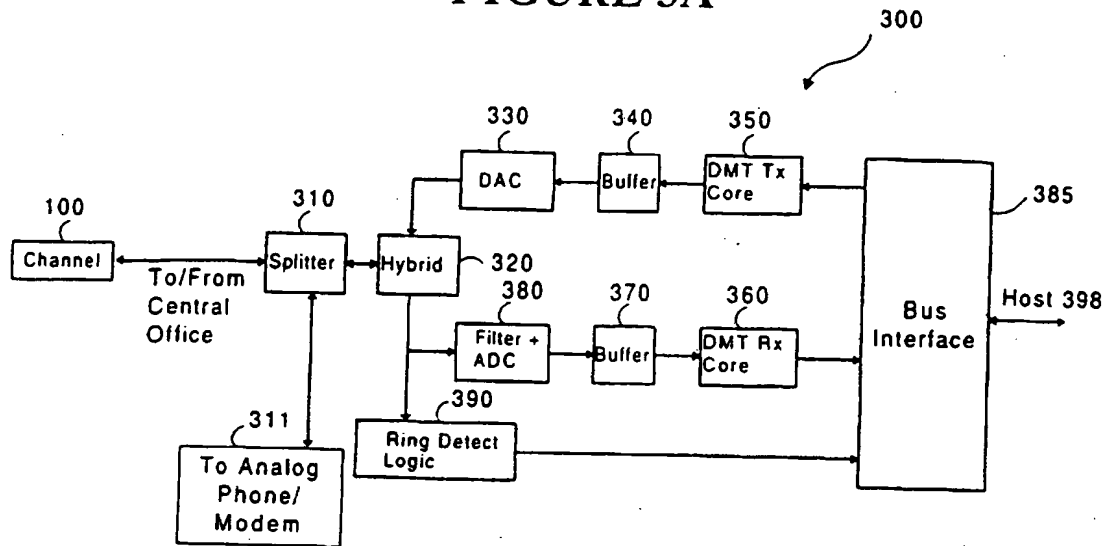 FIGURE 3A
300
330
340
350
DAC
Buffer
DMT Tx
Core
385
100
310
Channel
Splitter
Hybrid
320
To/From
Central
Office
380
370
360
Filter +
ADC
Buffer
DMT Rx
Core
Bus
Interface
Host 398
390
Ring Detect
Logic
311
To Analog
Phone/
Modem